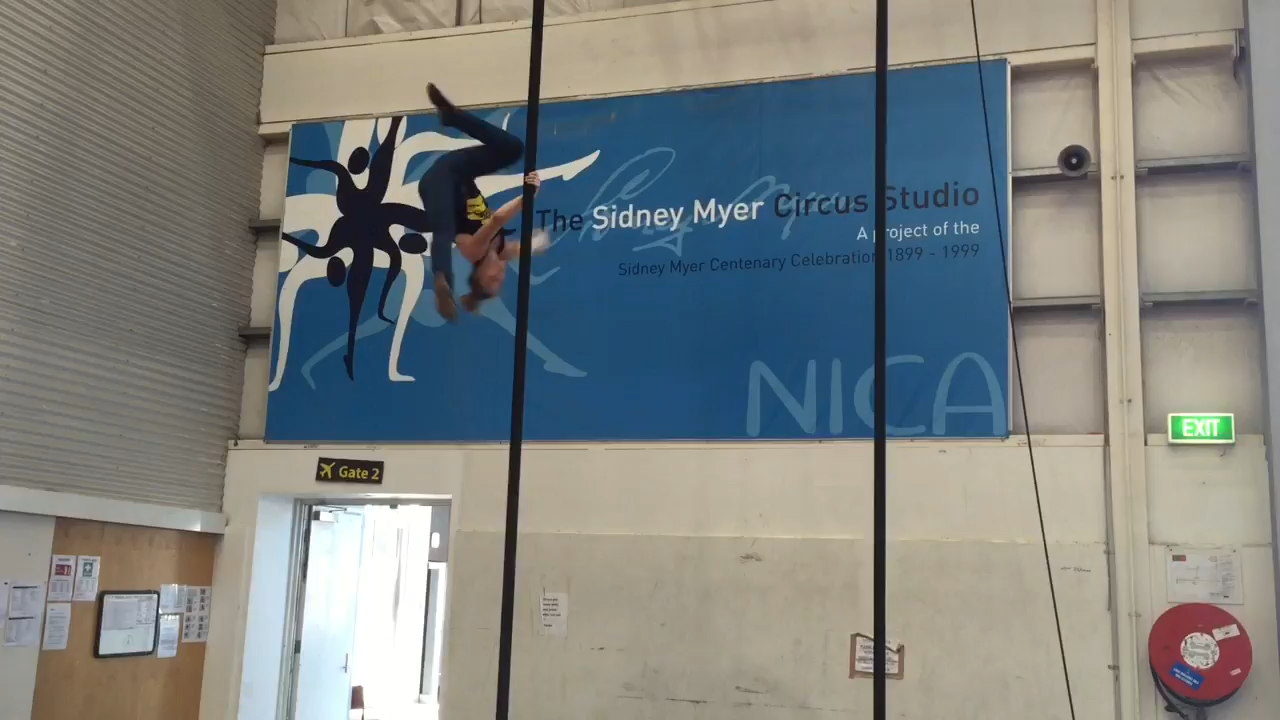 The Sidney Myer Circus Studio
A project of the
Sidney Myer Centenary Celebration 1899 - 1999
NICA
Gate 2
EXIT